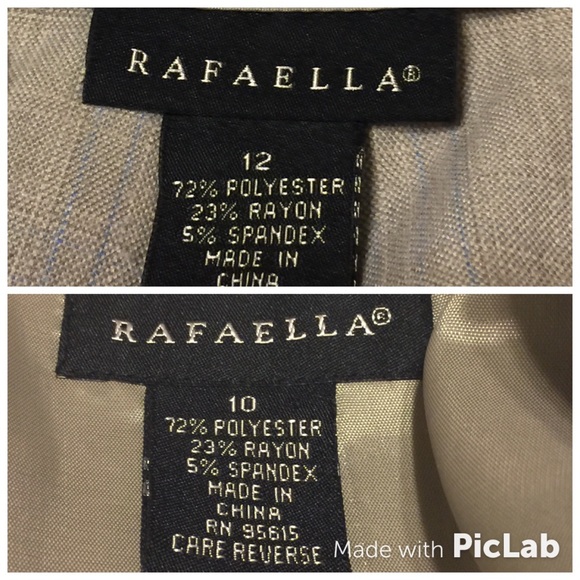 RAFAELLA®
12
72% POLYESTER
23% RAYON
5% SPANDEX
MADE IN
CHINA
RAFAELLA®
10
72% POLYESTER
23% RAYON
5% SPANDEX
MADE IN
CHINA
RN 95615
CARE REVERSE
Made with PicLab